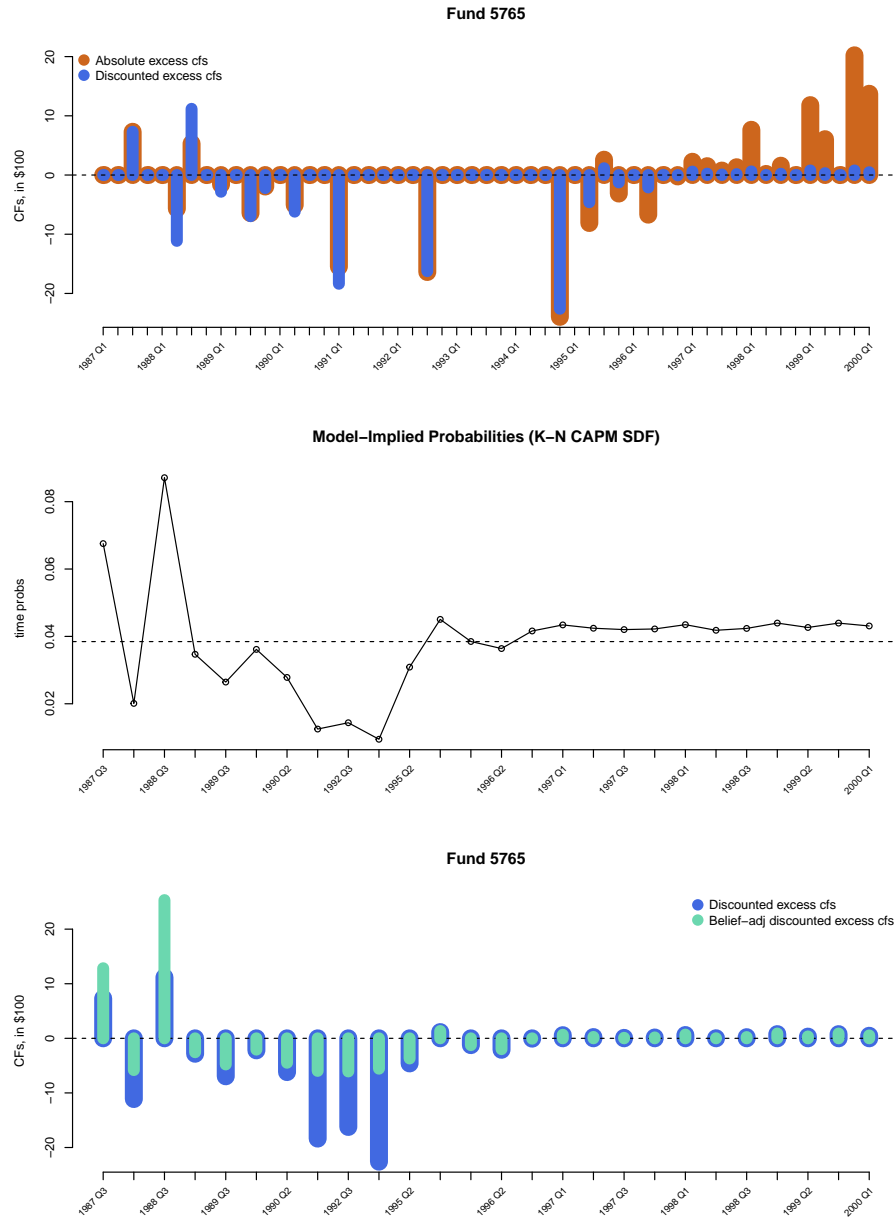 Fund 5765
Absolute excess cfs
Discounted excess cfs
CFs, in $100
20
10
0
−10
−20
1987 Q1
1988 Q1
1989 Q1
1990 Q1
1991 Q1
1992 Q1
1993 Q1
1994 Q1
1995 Q1
1996 Q1
1997 Q1
1998 Q1
1999 Q1
2000 Q1
Model−Implied Probabilities (K−N CAPM SDF)
time probs
0.08
0.06
0.04
0.02
1987 Q3
1988 Q3
1989 Q3
1990 Q2
1992 Q3
1995 Q2
1996 Q2
1997 Q1
1997 Q3
1998 Q1
1998 Q3
1999 Q2
2000 Q1
Fund 5765
Discounted excess cfs
Belief−adj discounted excess cfs
CFs, in $100
20
10
0
−10
−20
1987 Q3
1988 Q3
1989 Q3
1990 Q2
1992 Q3
1995 Q2
1996 Q2
1997 Q1
1997 Q3
1998 Q1
1998 Q3
1999 Q2
2000 Q1